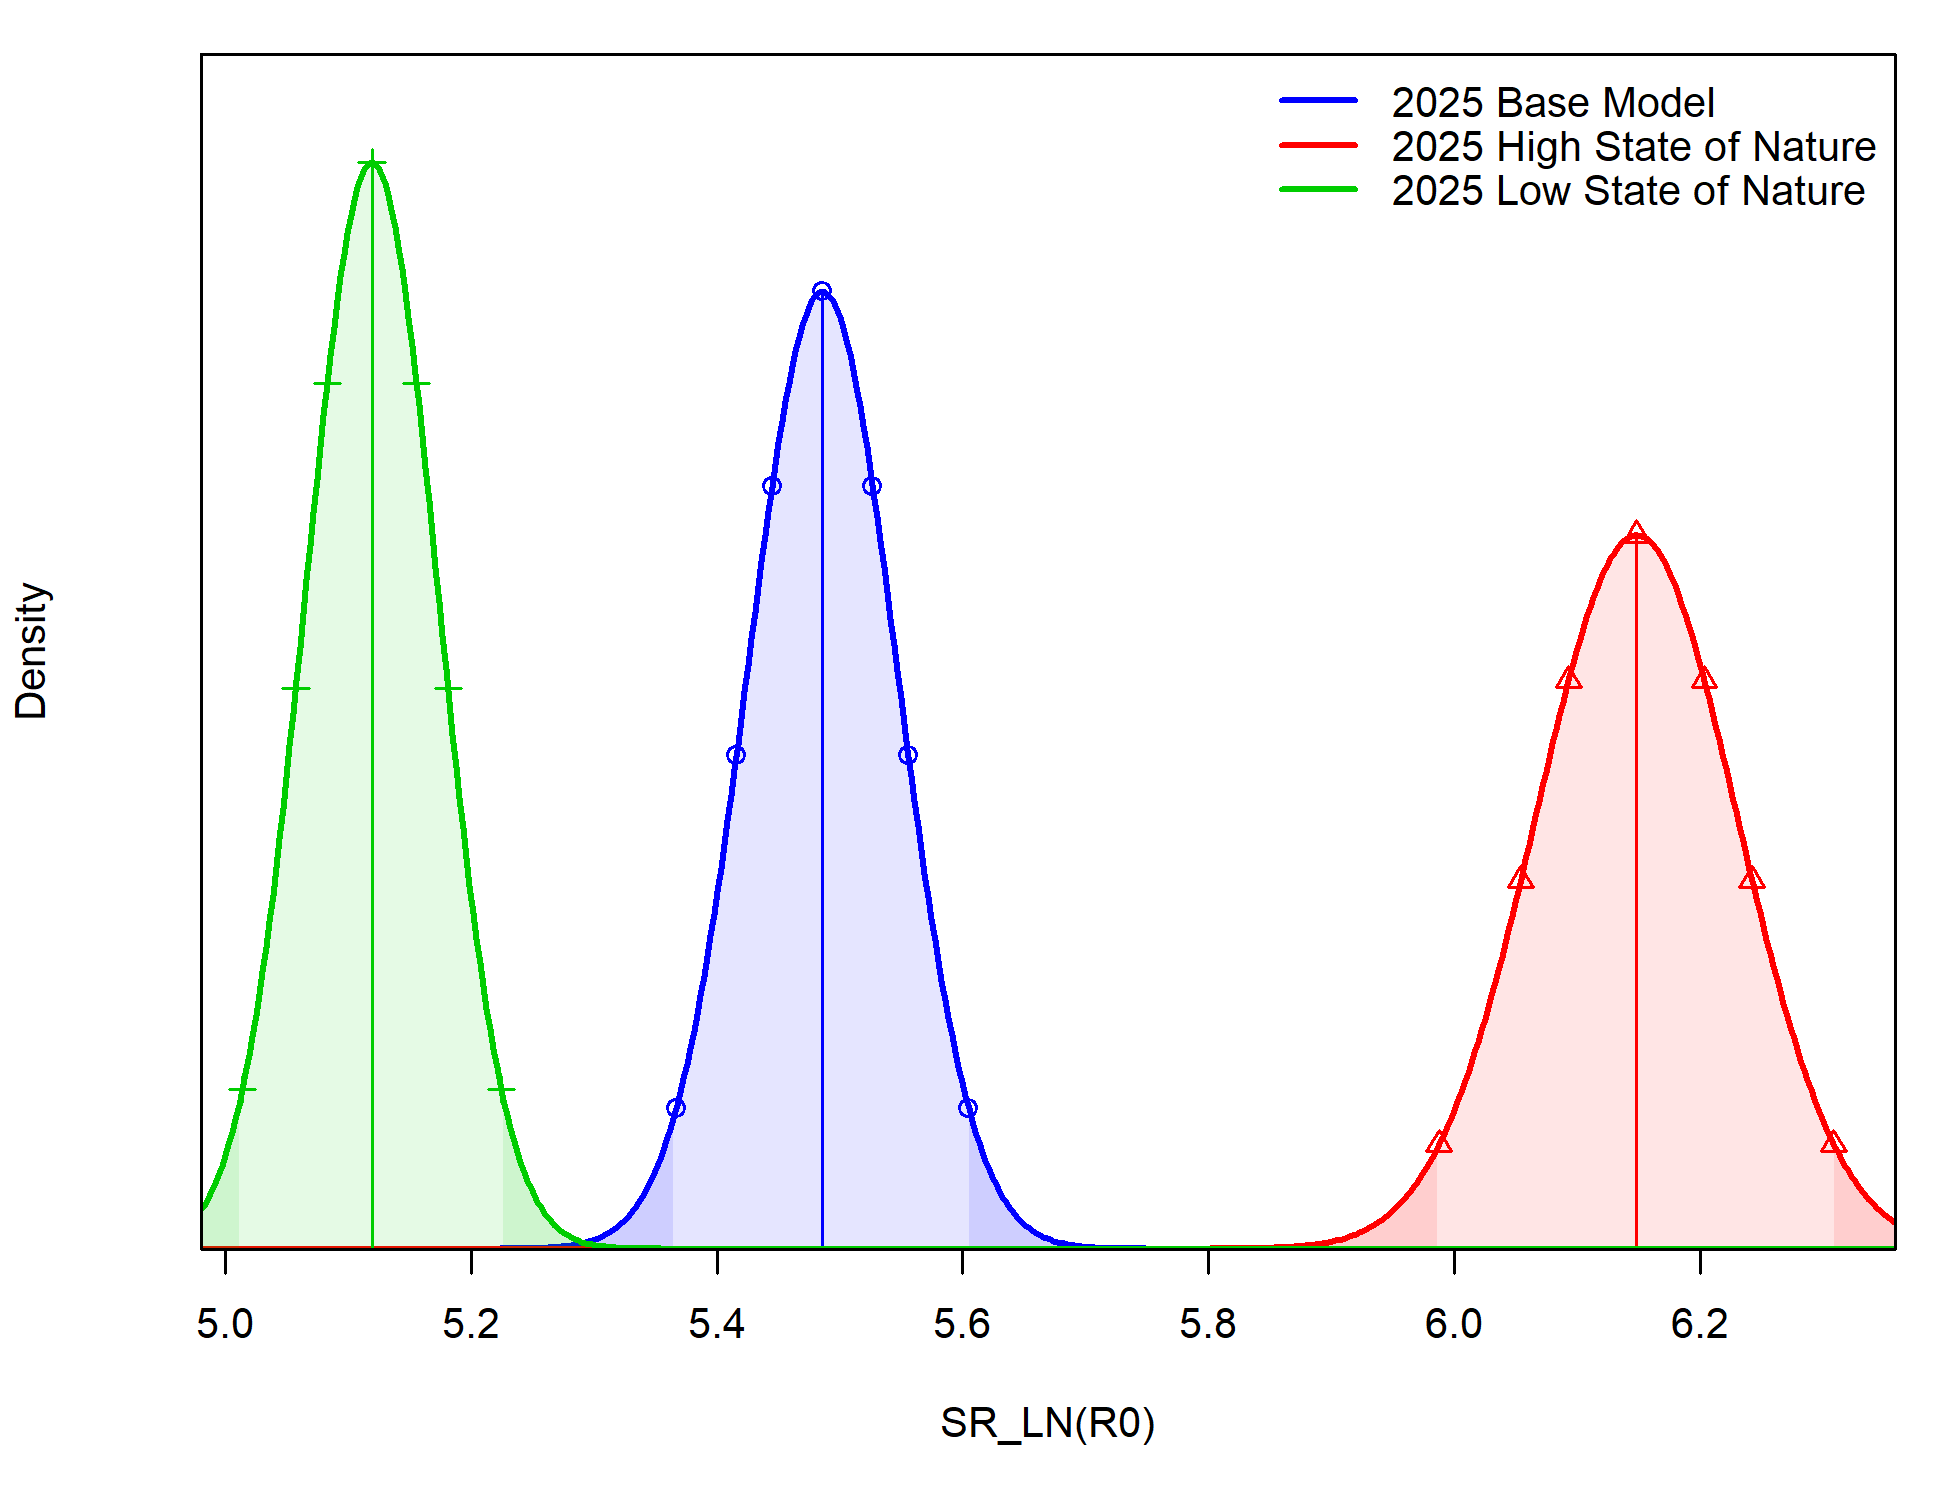 2025 Base Model
2025 High State of Nature
2025 Low State of Nature
Density
5.0 5.2 5.4 5.6 5.8 6.0 6.2
SR_LN(R0)